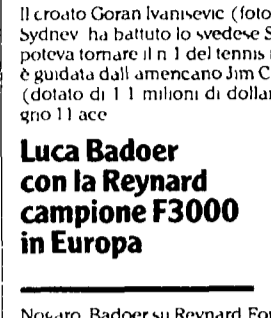 Il croato Goran Ivanisevic (foto
Sydney ha battuto lo svedese S
poteva tornare il n 1 del tennis
è guidata dall amencano Jim C
(dotato di 1 1 milioni di dollar
gno 11 ace
Luca Badoer
con la Reynard
campione F3000
in Europa
Nogaro Badoer su Reynard For